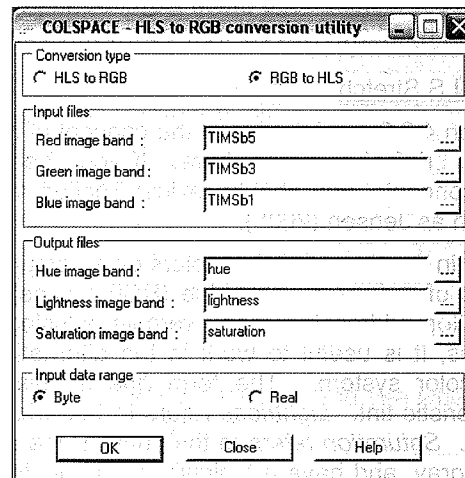 COLSPACE - HLS to RGB conversion utility
Conversion type
HLS to RGB RGB to HLS
Input files
Red image band : TIMSb5 ...
Green image band : TIMSb3 ...
Blue image band : TIMSb1 ...
Output files
Hue image band : hue ...
Lightness image band : lightness ...
Saturation image band : saturation ...
Input data range
Byte Real
OK Close Help